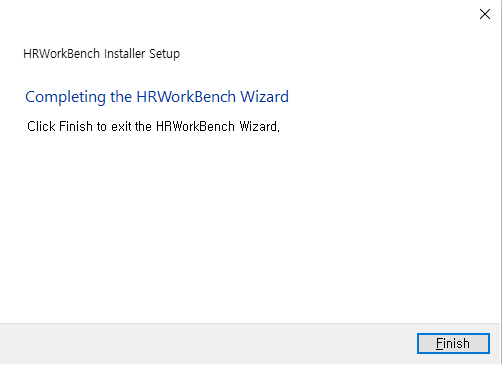 HRWorkBench Installer Setup
Completing the HRWorkBench Wizard
Click Finish to exit the HRWorkBench Wizard.
Finish